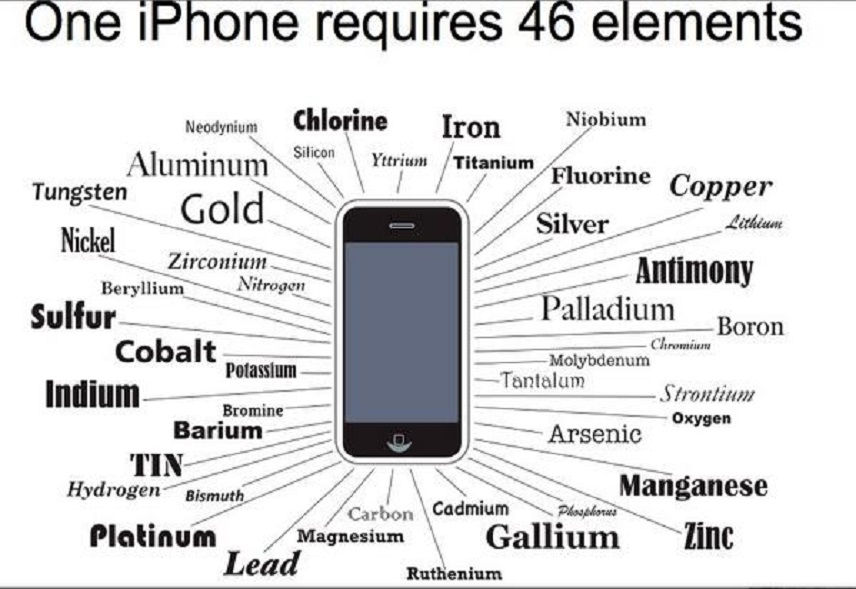 One iPhone requires 46 elements
Neodynium
Chlorine
Iron
Niobium
Silicon
Yttrium
Titanium
Aluminum
Fluorine
Copper
Tungsten
Gold
Silver
Lithium
Nickel
Zirconium
Nitrogen
Antimony
Beryllium
Palladium
Sulfur
Boron
Cobalt
Chromium
Potassium
Molybdenum
Tantalum
Indium
Strontium
Bromine
Oxygen
Barium
Arsenic
TIN
Hydrogen
Bismuth
Manganese
Carbon
Cadmium
Phosphorus
Platinum
Magnesium
Gallium
Zinc
Lead
Ruthenium